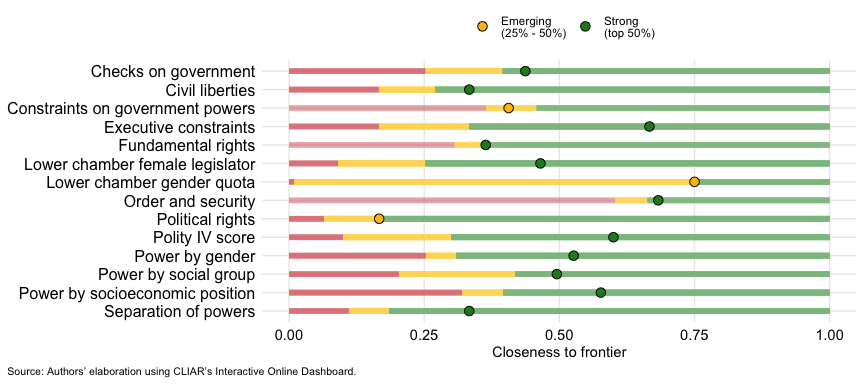 Emerging
(25% - 50%)
Strong
(top 50%)
Checks on government
Civil liberties
Constraints on government powers
Executive constraints
Fundamental rights
Lower chamber female legislator
Lower chamber gender quota
Order and security
Political rights
Polity IV score
Power by gender
Power by social group
Power by socioeconomic position
Separation of powers
0.00 0.25 0.50 0.75 1.00
Closeness to frontier
Source: Authors' elaboration using CLIAR's Interactive Online Dashboard.